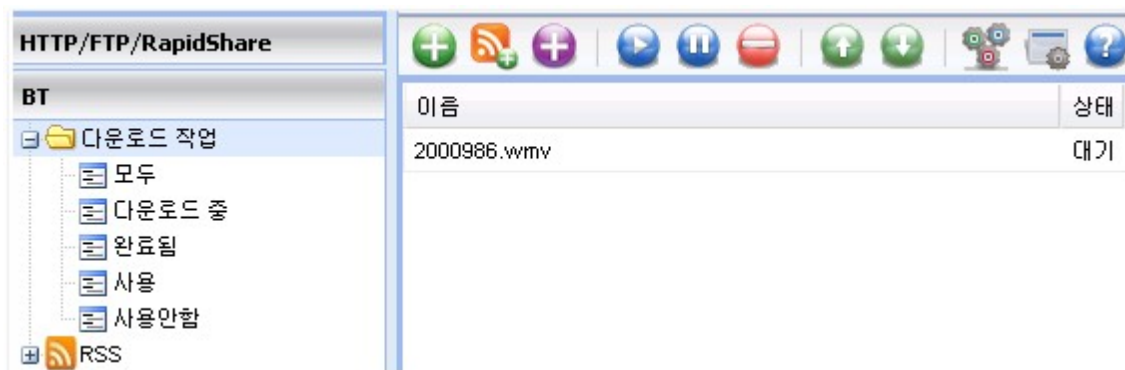 HTTP/FTP/RapidShare
BT
다운로드 작업
모두
다운로드 중
완료됨
사용
사용안함
RSS
이름 상태
2000986.wmv 대기